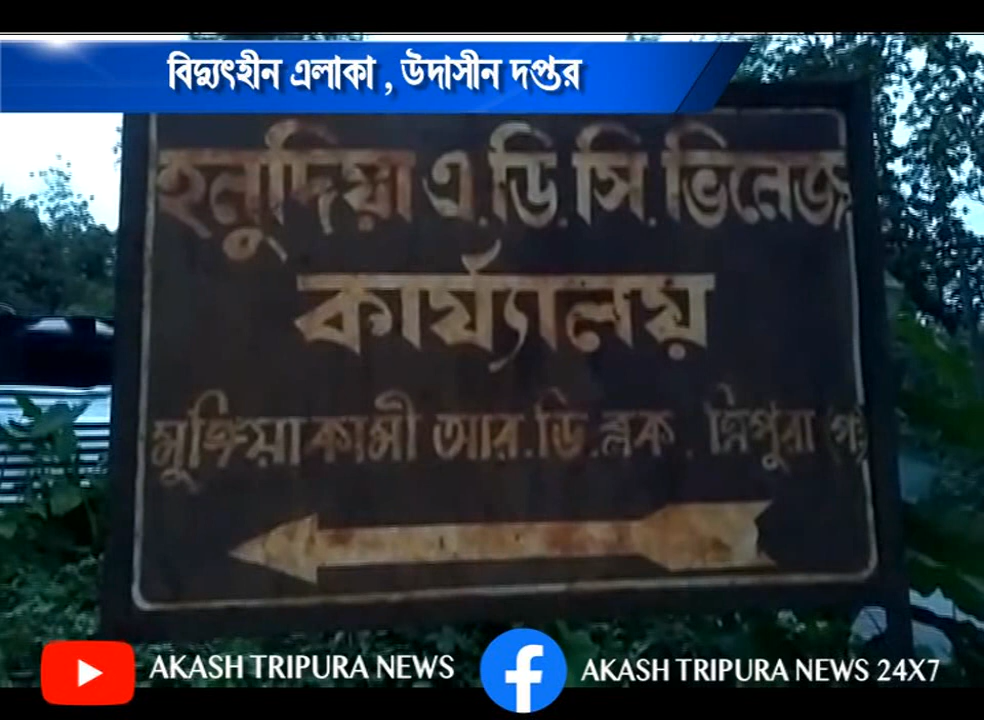 বিদ্যুৎহীন এলাকা , উদাসীন দপ্তর
হলুদিয়া এ.ডি.সি. ভিলেজ
কার্য্যালয়
মুঙ্গিয়াকামী আর.ডি.ব্লক . ত্রিপুরা (প)
AKASH TRIPURA NEWS
AKASH TRIPURA NEWS 24X7